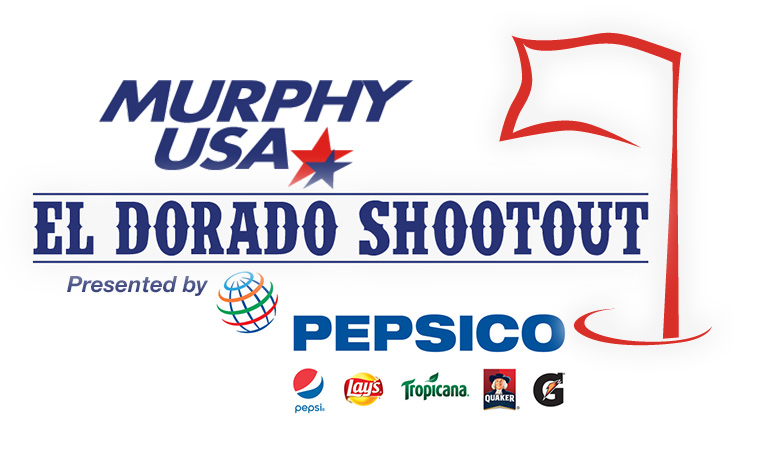 MURPHY
USA
EL DORADO SHOOTOUT
Presented by
PEPSICO
pepsi® Lay's® Tropicana® QUAKER® G